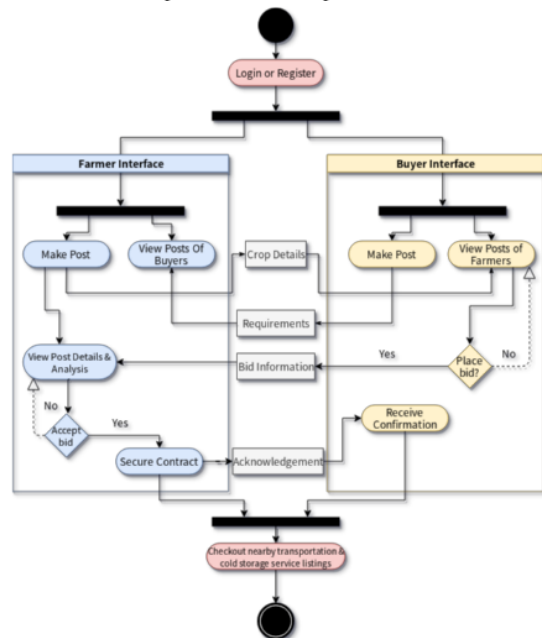 Login or Register
Farmer Interface
Buyer Interface
Make Post
View Posts Of
Buyers
Crop Details
Make Post
View Posts of
Farmers
Requirements
View Post Details &
Analysis
Bid Information
Yes
Place
bid?
No
No
Accept
bid
Yes
Receive
Confirmation
Secure Contract
Acknowledgement
Checkout nearby transportation &
cold storage service listings